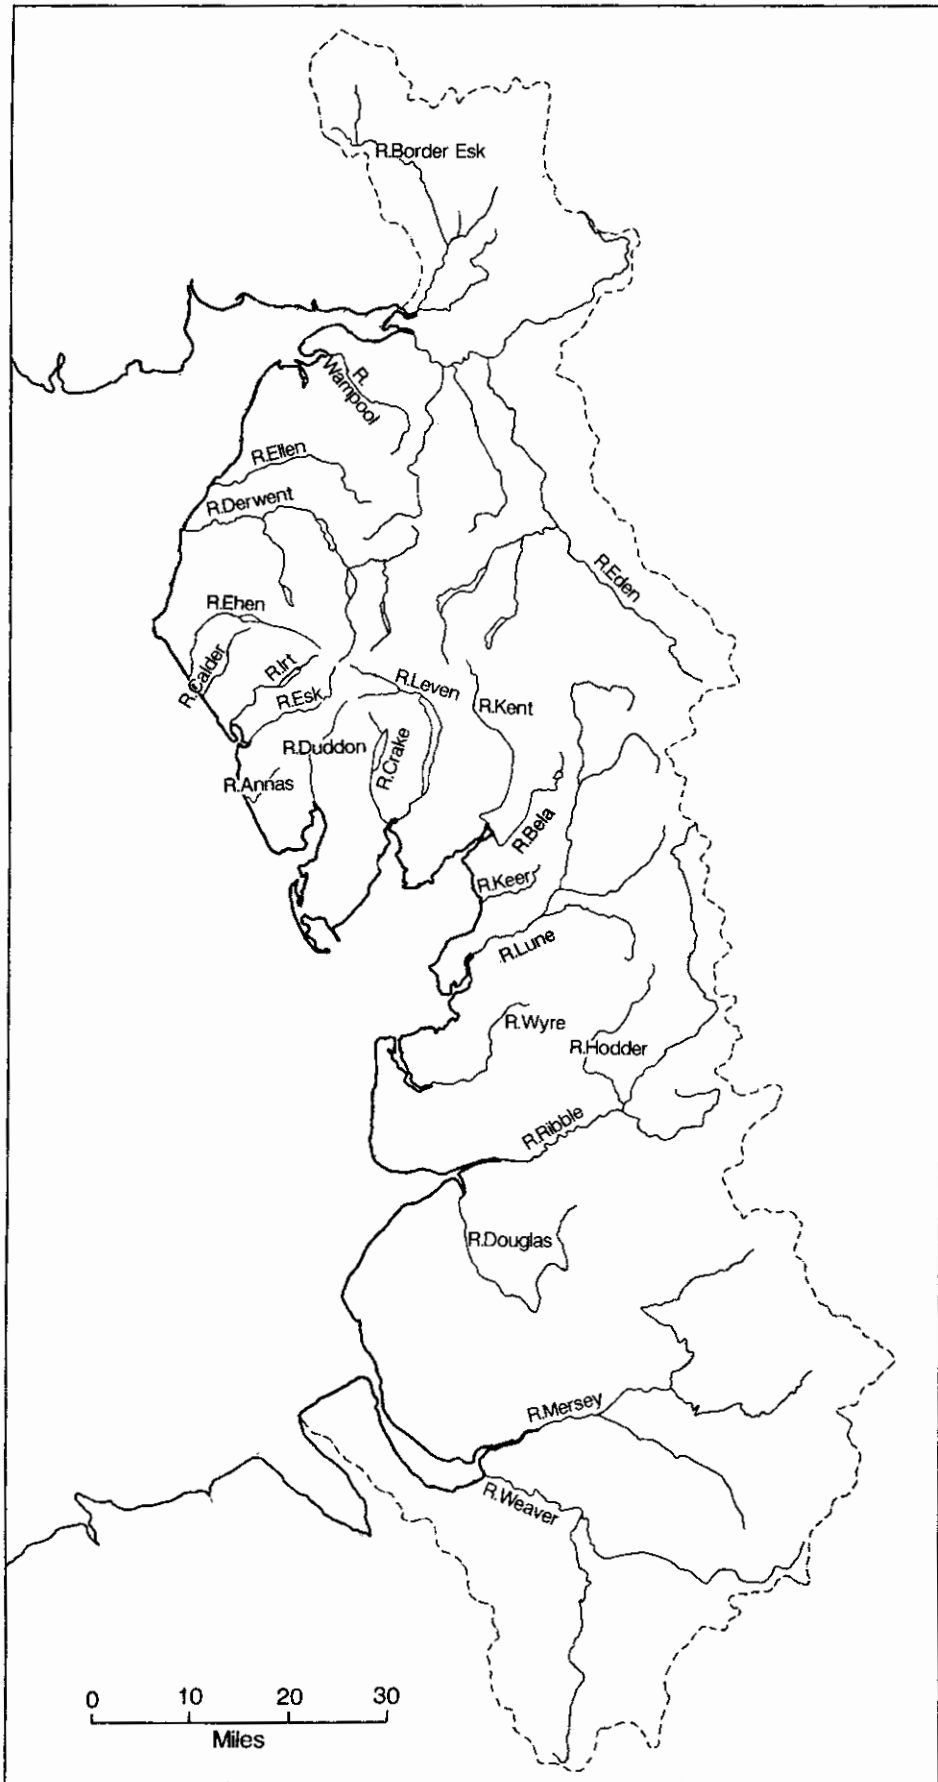 R.Border Esk
R.
Wampool
R.Ellen
R.Derwent
R.Eden
R.Ehen
R.Calder
R.Irt
R.Esk
R.Leven
R.Kent
R.Duddon
R.Crake
R.Annas
R.Bela
R.Keer
R.Lune
R.Wyre
R.Hodder
R.Ribble
R.Douglas
R.Mersey
R.Weaver
0 10 20 30
Miles